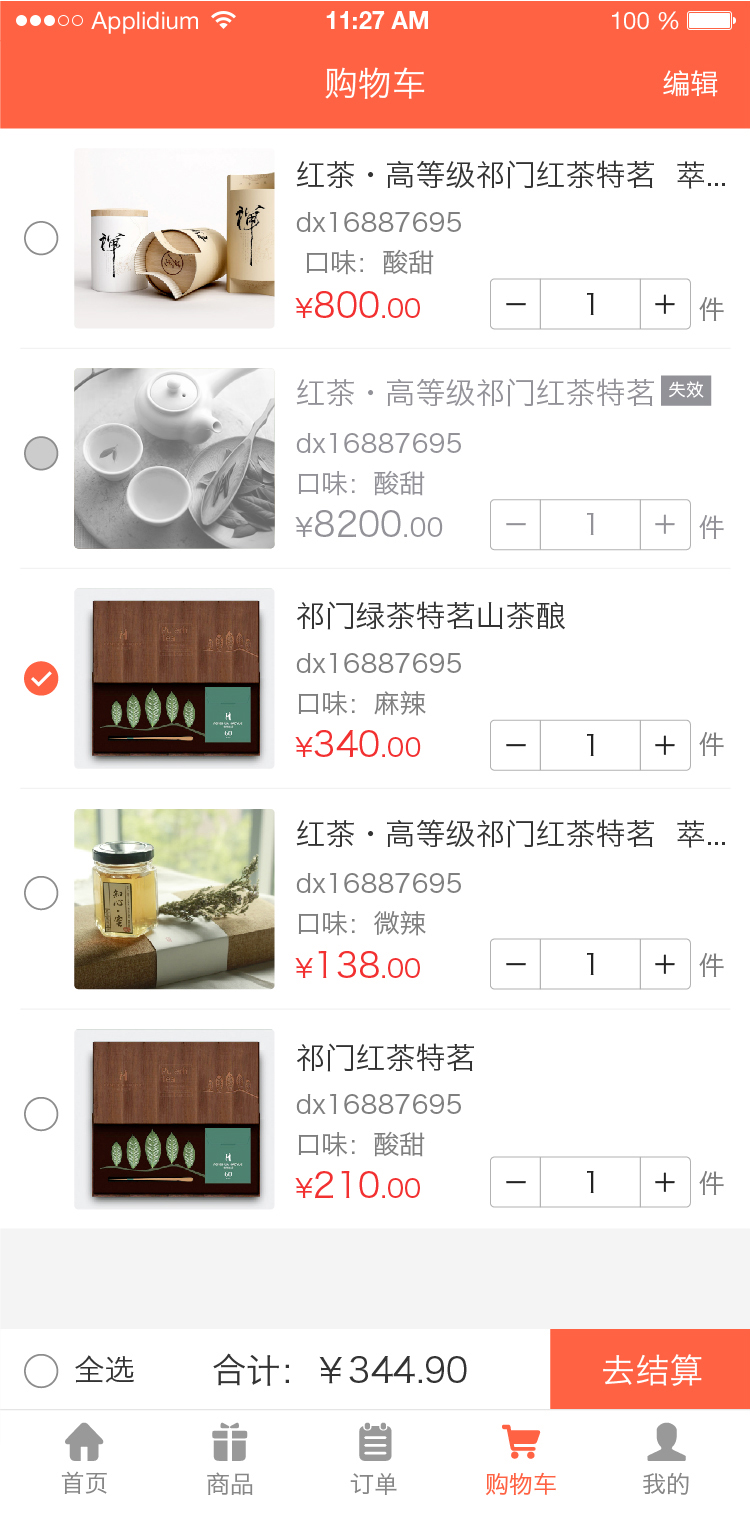 Applidium 11:27 AM 100 %
购物车 编辑
红茶·高等级祁门红茶特茗 萃...
dx16887695
口味：酸甜
¥800.00 1 件
红茶·高等级祁门红茶特茗 失效
dx16887695
口味：酸甜
¥8200.00 1 件
祁门绿茶特茗山茶酿
dx16887695
口味：麻辣
¥340.00 1 件
红茶·高等级祁门红茶特茗 萃...
dx16887695
口味：微辣
¥138.00 1 件
祁门红茶特茗
dx16887695
口味：酸甜
¥210.00 1 件
全选 合计：￥344.90 去结算
首页 商品 订单 购物车 我的